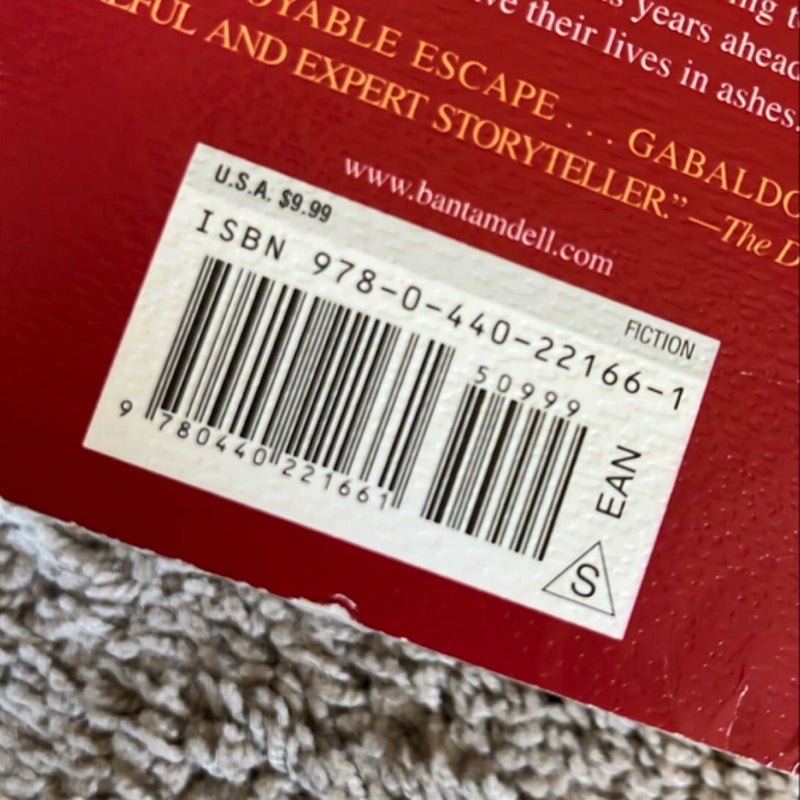 years ahead
their lives in ashes.
ESCAPE . . . GABALDO
AND EXPERT STORYTELLER.” —The D
www.bantamdell.com
U.S.A. $9.99
FICTION
ISBN 978-0-440-22166-1
50999
9 780440 221661
EAN
S